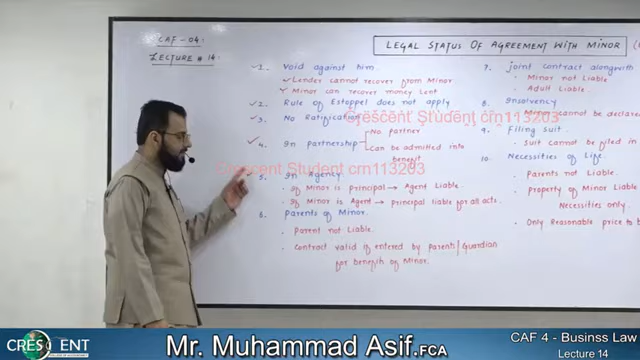 CAF - 04:
LECTURE # 14:
LEGAL STATUS OF AGREEMENT WITH MINOR
1. Void against him.
Lender cannot recover from Minor
Minor can recover money lent
2. Rule of Estoppel does not apply
3. No Ratification
4. In partnership
No partner
Can be admitted into benefit
5. In agency
If Minor is principal → Agent Liable.
If Minor is Agent → principal liable for all acts.
6. Parents of Minor.
Parent not liable.
Contract valid if entered by parents/Guardian
for benefit of Minor.
7. Joint contract alongwith
Minor not Liable
Adult Liable.
8. Insolvency
cannot be declared
9. Filing suit.
Suit cannot be filed in
10. Necessities of Life.
Parents not Liable.
Property of Minor Liable
Necessities only.
Only Reasonable price to b
Crescent Student crn113203
Crescent Student crn113203
CRESCENT
Mr. Muhammad Asif.FCA
CAF 4 - Businss Law
Lecture 14